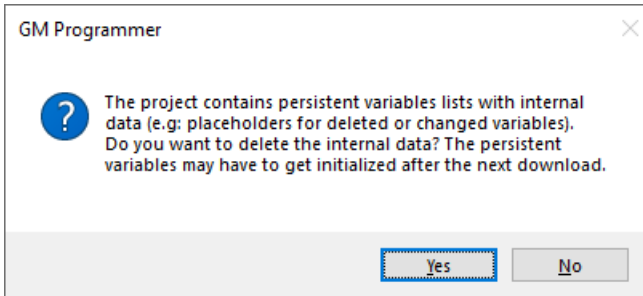 GM Programmer
The project contains persistent variables lists with internal
data (e.g: placeholders for deleted or changed variables).
Do you want to delete the internal data? The persistent
variables may have to get initialized after the next download.
Yes
No